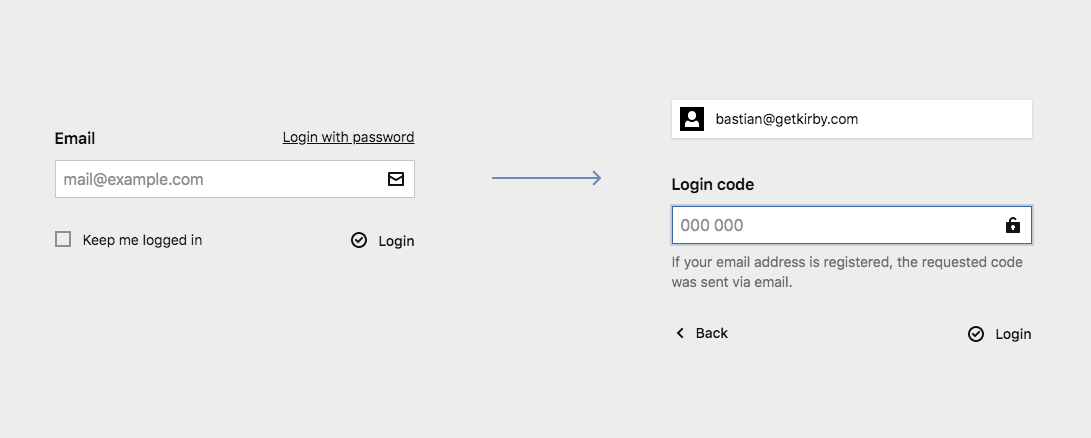 Email
Login with password
mail@example.com
Keep me logged in
Login
bastian@getkirby.com
Login code
000 000
If your email address is registered, the requested code
was sent via email.
Back
Login